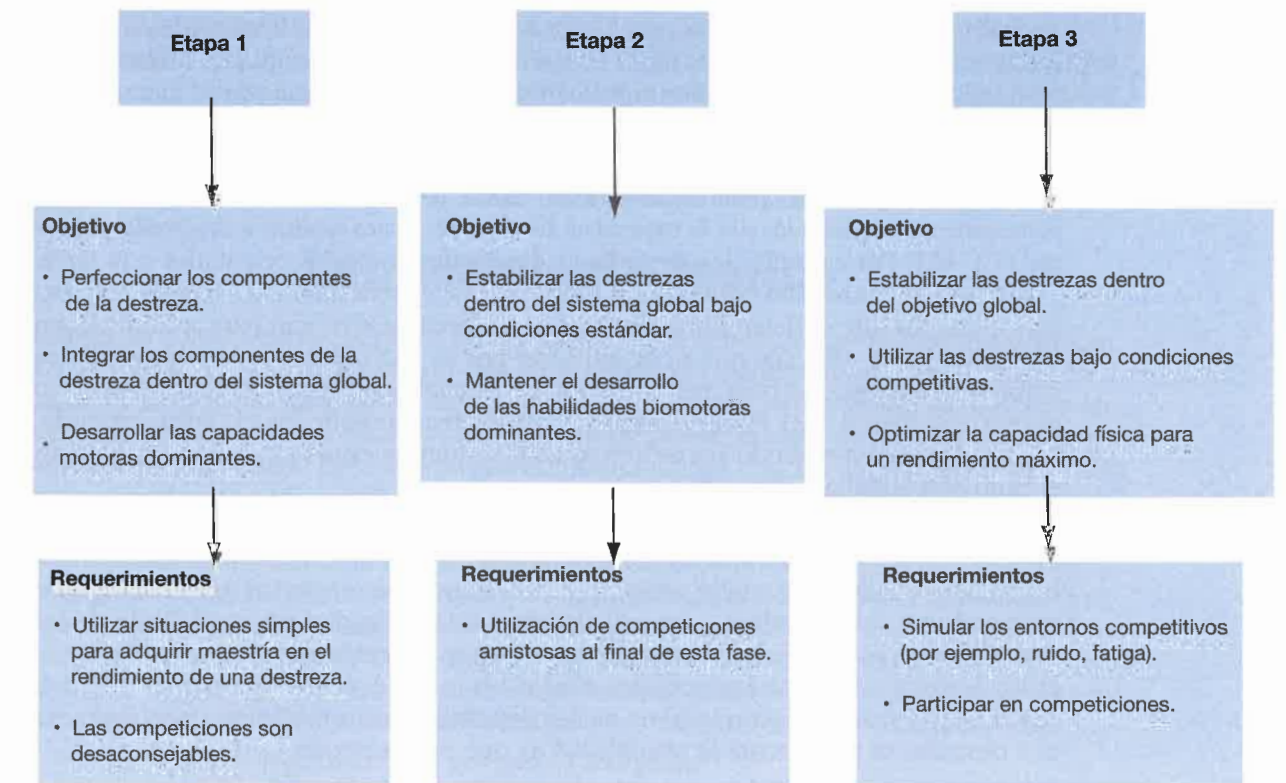 Etapa 1
Objetivo
• Perfeccionar los componentes
de la destreza.
• Integrar los componentes de la
destreza dentro del sistema global.
• Desarrollar las capacidades
motoras dominantes.
Requerimientos
• Utilizar situaciones simples
para adquirir maestría en el
rendimiento de una destreza.
• Las competiciones son
desaconsejables.
Etapa 2
Objetivo
• Estabilizar las destrezas
dentro del sistema global bajo
condiciones estándar.
• Mantener el desarrollo
de las habilidades biomotoras
dominantes.
Requerimientos
• Utilización de competiciones
amistosas al final de esta fase.
Etapa 3
Objetivo
• Estabilizar las destrezas dentro
del objetivo global.
• Utilizar las destrezas bajo condiciones
competitivas.
• Optimizar la capacidad física para
un rendimiento máximo.
Requerimientos
• Simular los entornos competitivos
(por ejemplo, ruido, fatiga).
• Participar en competiciones.